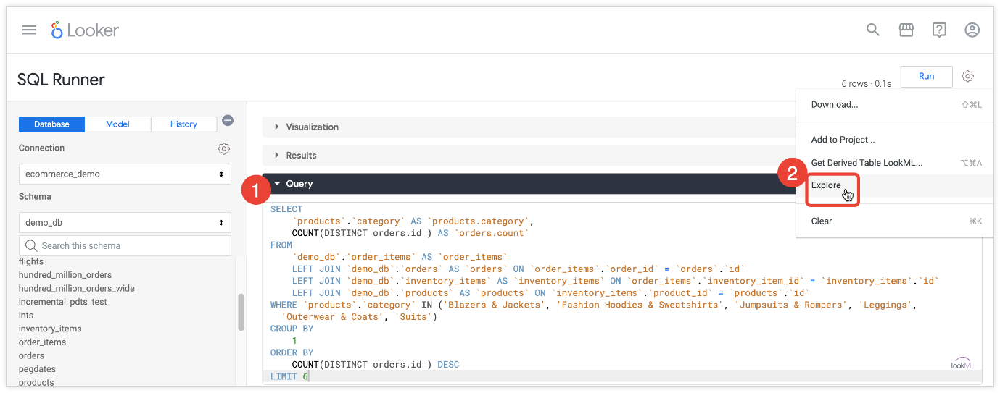 Looker
SQL Runner
6 rows · 0.1s
Run
Database
Model
History
Connection
ecommerce_demo
Schema
demo_db
Search this schema
flights
hundred_million_orders
hundred_million_orders_wide
incremental_pdts_test
ints
inventory_items
order_items
orders
pegdates
products
Visualization
Results
1
Query
SELECT
`products`.`category` AS `products.category`,
COUNT(DISTINCT orders.id ) AS `orders.count`
FROM
`demo_db`.`order_items` AS `order_items`
LEFT JOIN `demo_db`.`orders` AS `orders` ON `order_items`.`order_id` = `orders`.`id`
LEFT JOIN `demo_db`.`inventory_items` AS `inventory_items` ON `order_items`.`inventory_item_id` = `inventory_items`.`id`
LEFT JOIN `demo_db`.`products` AS `products` ON `inventory_items`.`product_id` = `products`.`id`
WHERE `products`.`category` IN ('Blazers & Jackets', 'Fashion Hoodies & Sweatshirts', 'Jumpsuits & Rompers', 'Leggings',
'Outerwear & Coats', 'Suits')
GROUP BY
1
ORDER BY
COUNT(DISTINCT orders.id ) DESC
LIMIT 6
lookML
Download... ⇧⌘L
Add to Project...
Get Derived Table LookML... ⌥⌘A
2
Explore
Clear ⌘K